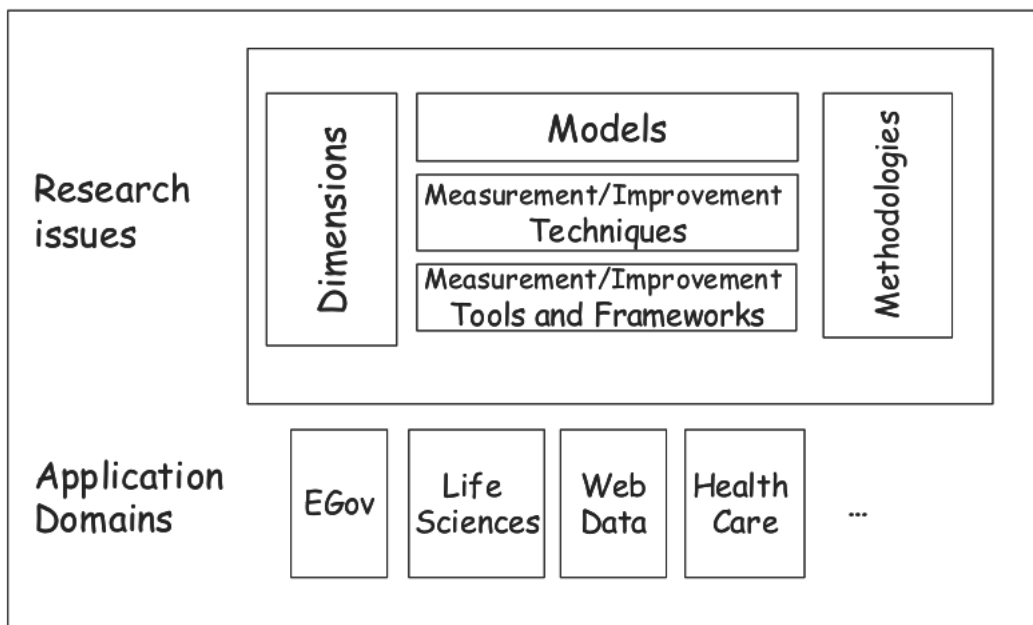 Research
issues
Dimensions
Models
Measurement/Improvement
Techniques
Measurement/Improvement
Tools and Frameworks
Methodologies
Application
Domains
EGov
Life
Sciences
Web
Data
Health
Care
...